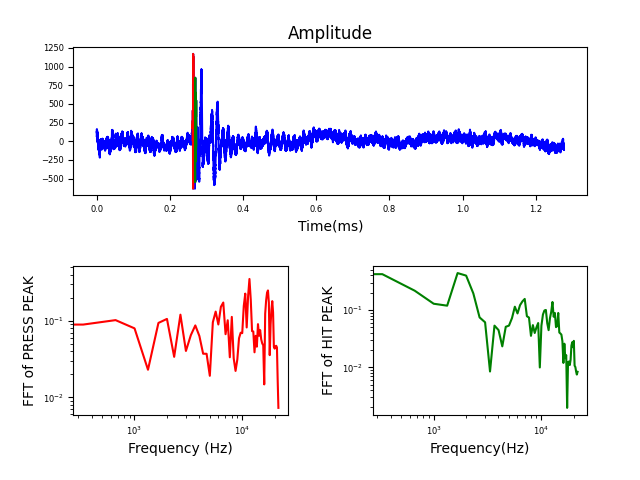 Amplitude
1250
1000
750
500
250
0
−250
−500
0.0 0.2 0.4 0.6 0.8 1.0 1.2
Time(ms)
FFT of PRESS PEAK
10⁻¹
10⁻²
10³ 10⁴
Frequency (Hz)
FFT of HIT PEAK
10⁻¹
10⁻²
10³ 10⁴
Frequency(Hz)